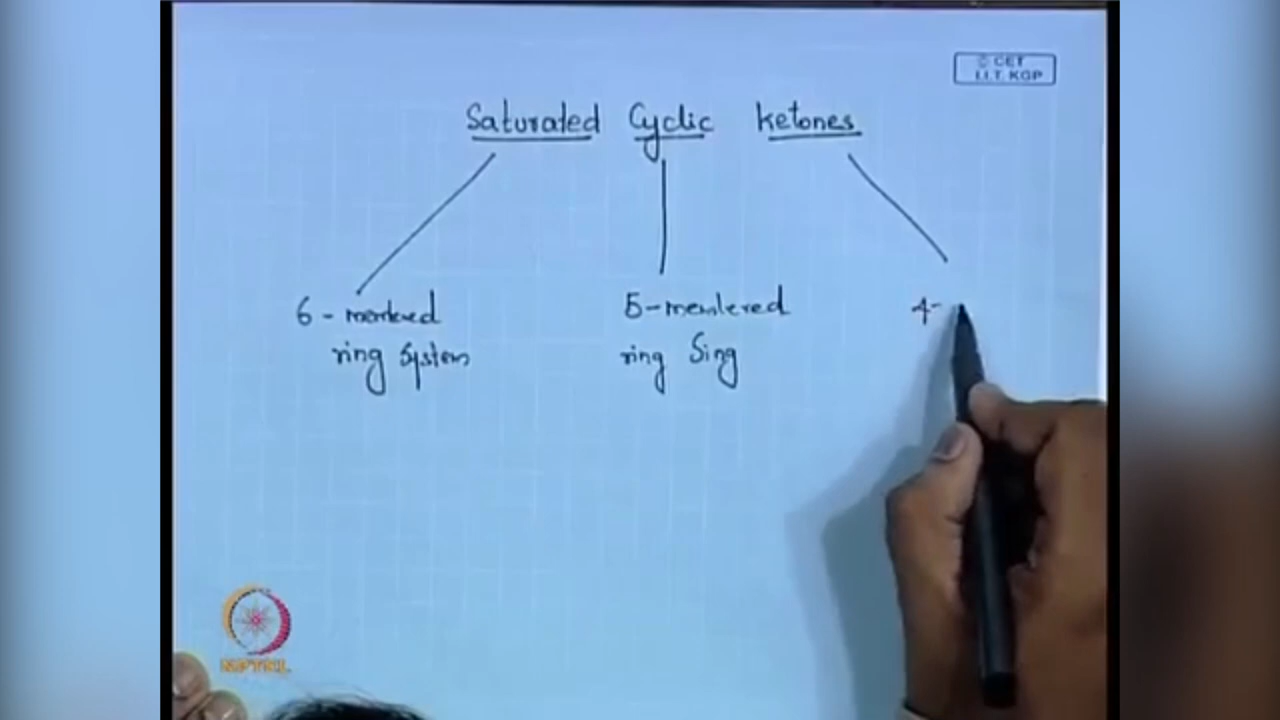 © CET
I.I.T. KGP
Saturated Cyclic Ketones
6 - membered
ring System
5-membered
ring Sing
4-
NPTEL